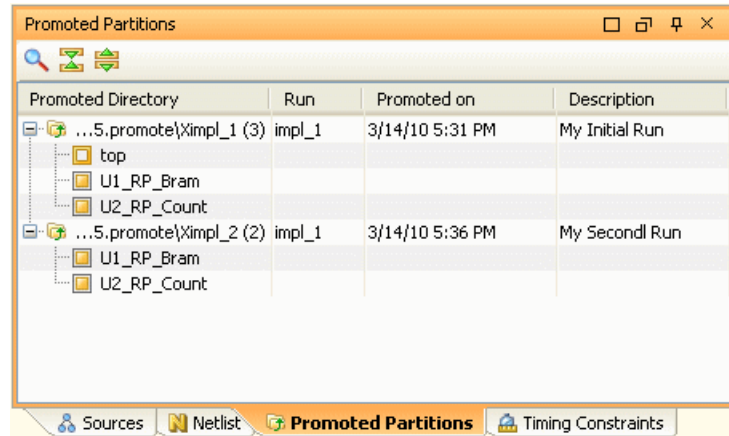 Promoted Partitions
Promoted Directory Run Promoted on Description
...5.promote\Ximpl_1 (3) impl_1 3/14/10 5:31 PM My Initial Run
top
U1_RP_Bram
U2_RP_Count
...5.promote\Ximpl_2 (2) impl_1 3/14/10 5:36 PM My Secondl Run
U1_RP_Bram
U2_RP_Count
Sources Netlist Promoted Partitions Timing Constraints